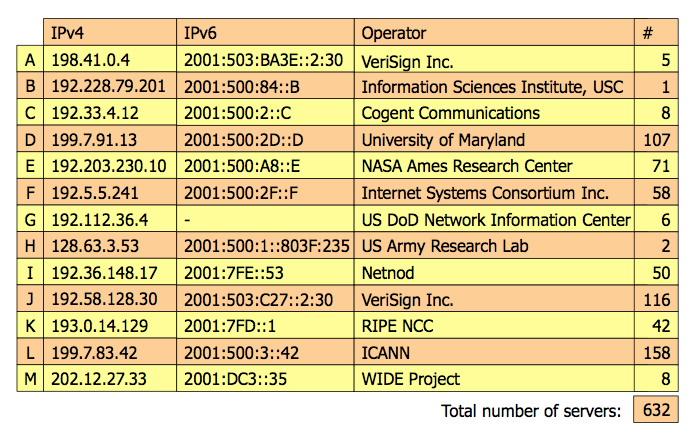 IPv4 IPv6 Operator #
A 198.41.0.4 2001:503:BA3E::2:30 VeriSign Inc. 5
B 192.228.79.201 2001:500:84::B Information Sciences Institute, USC 1
C 192.33.4.12 2001:500:2::C Cogent Communications 8
D 199.7.91.13 2001:500:2D::D University of Maryland 107
E 192.203.230.10 2001:500:A8::E NASA Ames Research Center 71
F 192.5.5.241 2001:500:2F::F Internet Systems Consortium Inc. 58
G 192.112.36.4 - US DoD Network Information Center 6
H 128.63.3.53 2001:500:1::803F:235 US Army Research Lab 2
I 192.36.148.17 2001:7FE::53 Netnod 50
J 192.58.128.30 2001:503:C27::2:30 VeriSign Inc. 116
K 193.0.14.129 2001:7FD::1 RIPE NCC 42
L 199.7.83.42 2001:500:3::42 ICANN 158
M 202.12.27.33 2001:DC3::35 WIDE Project 8
Total number of servers: 632